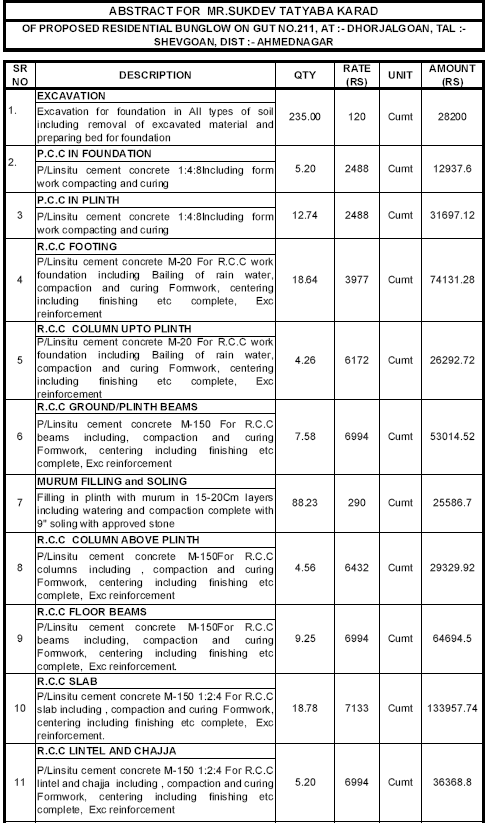 ABSTRACT FOR MR.SUKDEV TATYABA KARAD
OF PROPOSED RESIDENTIAL BUNGLOW ON GUT NO.211, AT :- DHORJALGOAN, TAL :-
SHEVGOAN, DIST :- AHMEDNAGAR
SR NO DESCRIPTION QTY RATE (RS) UNIT AMOUNT (RS)
EXCAVATION
1. Excavation for foundation in All types of soil
including removal of excavated material and
preparing bed for foundation
235.00 120 Cumt 28200
P.C.C IN FOUNDATION
2. P/Linsitu cement concrete 1:4:8Including form
work compacting and curing
5.20 2488 Cumt 12937.6
P.C.C IN PLINTH
3 P/Linsitu cement concrete 1:4:8Including form
work compacting and curing
12.74 2488 Cumt 31697.12
R.C.C FOOTING
4 P/Linsitu cement concrete M-20 For R.C.C work
foundation including Bailing of rain water,
compaction and curing Formwork, centering
including finishing etc complete, Exc
reinforcement
18.64 3977 Cumt 74131.28
R.C.C COLUMN UPTO PLINTH
5 P/Linsitu cement concrete M-20 For R.C.C work
foundation including Bailing of rain water,
compaction and curing Formwork, centering
including finishing etc complete, Exc
reinforcement
4.26 6172 Cumt 26292.72
R.C.C GROUND/PLINTH BEAMS
6 P/Linsitu cement concrete M-150 For R.C.C
beams including, compaction and curing
Formwork, centering including finishing etc
complete, Exc reinforcement
7.58 6994 Cumt 53014.52
MURUM FILLING and SOLING
7 Filling in plinth with murum in 15-20Cm layers
including watering and compaction complete with
9" soling with approved stone
88.23 290 Cumt 25586.7
R.C.C COLUMN ABOVE PLINTH
8 P/Linsitu cement concrete M-150For R.C.C
columns including , compaction and curing
Formwork, centering including finishing etc
complete, Exc reinforcement
4.56 6432 Cumt 29329.92
R.C.C FLOOR BEAMS
9 P/Linsitu cement concrete M-150For R.C.C
beams including, compaction and curing
Formwork, centering including finishing etc
complete, Exc reinforcement.
9.25 6994 Cumt 64694.5
R.C.C SLAB
10 P/Linsitu cement concrete M-150 1:2:4 For R.C.C
slab including , compaction and curing Formwork,
centering including finishing etc complete, Exc
reinforcement.
18.78 7133 Cumt 133957.74
R.C.C LINTEL AND CHAJJA
11 P/Linsitu cement concrete M-150 1:2:4 For R.C.C
lintel and chajja including , compaction and curing
Formwork, centering including finishing etc
complete, Exc reinforcement
5.20 6994 Cumt 36368.8